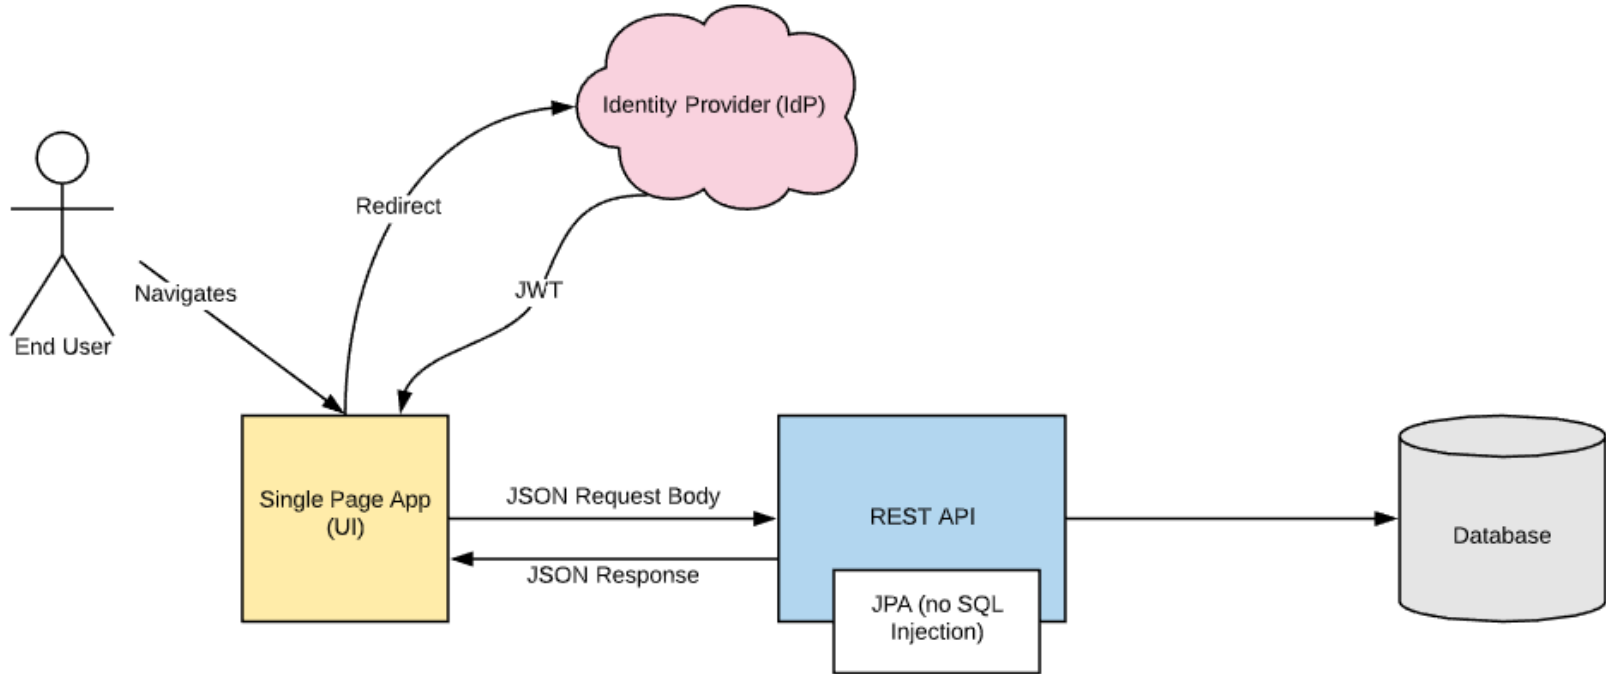 Identity Provider (IdP)
Redirect
JWT
Navigates
End User
Single Page App
(UI)
JSON Request Body
JSON Response
REST API
JPA (no SQL
Injection)
Database